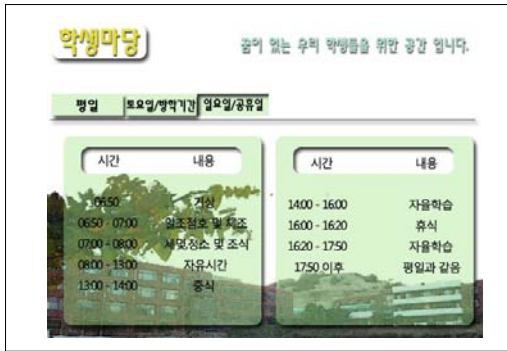 학생마당
꿈이 있는 우리 학생들을 위한 공간 입니다.
평일 토요일/방학기간 일요일/공휴일
시간 내용
06:50 기상
06:50 - 07:00 일조점호 및 체조
07:00 - 08:00 세면,청소 및 조식
08:00 - 13:00 자유시간
13:00 - 14:00 중식
시간 내용
14:00 - 16:00 자율학습
16:00 - 16:20 휴식
16:20 - 17:50 자율학습
17:50 이후 평일과 같음